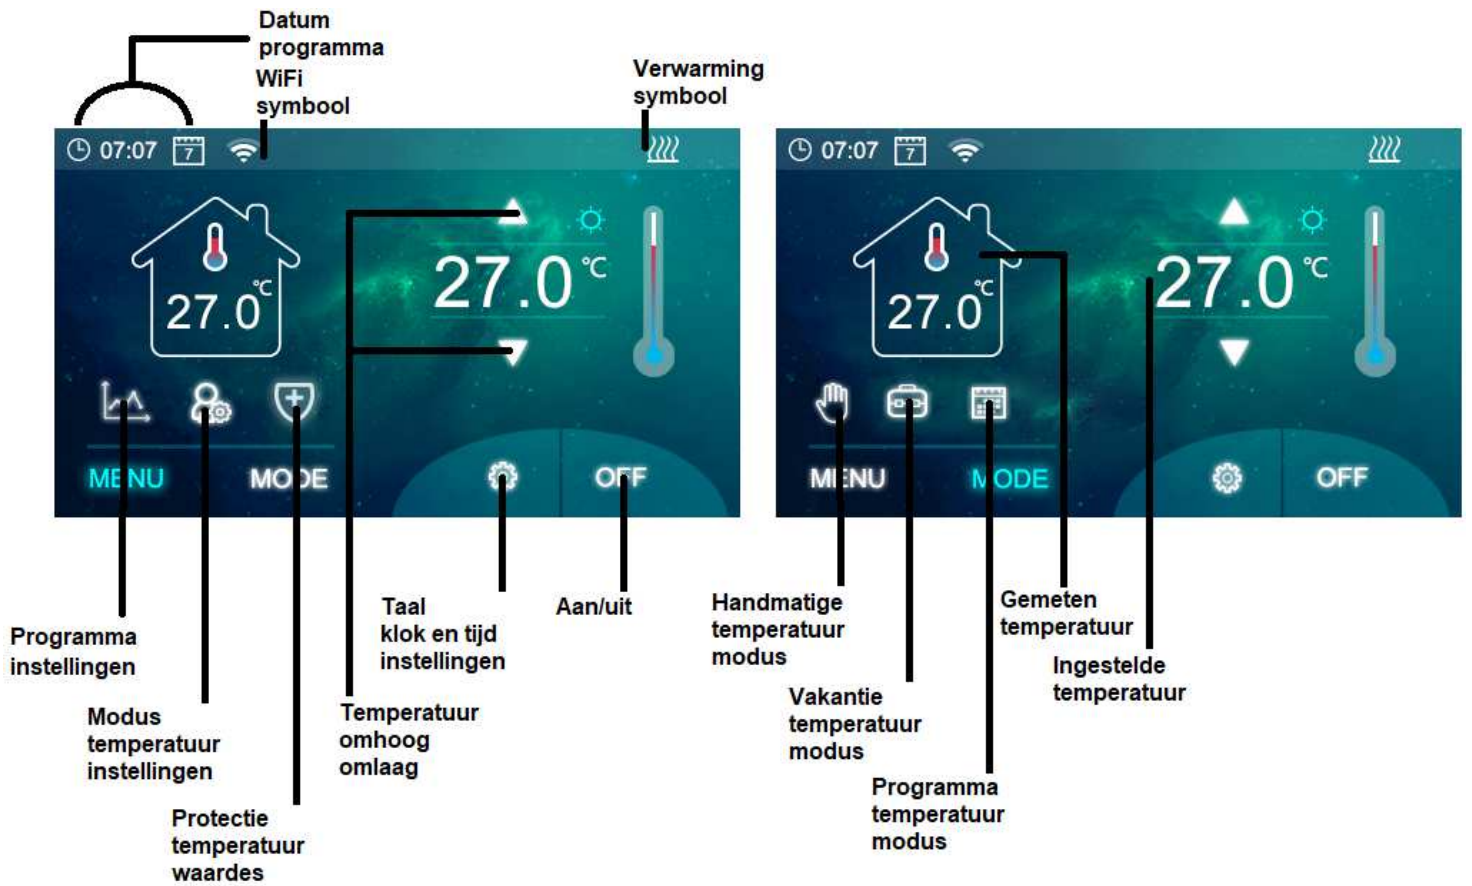 Datum
programma
WiFi
symbool
Verwarming
symbool
07:07 7
27.0 °C
27.0 °C
MENU MODE OFF
07:07 7
27.0 °C
27.0 °C
MENU MODE OFF
Programma
instellingen
Modus
temperatuur
instellingen
Protectie
temperatuur
waardes
Temperatuur
omhoog
omlaag
Taal
klok en tijd
instellingen
Aan/uit
Handmatige
temperatuur
modus
Vakantie
temperatuur
modus
Programma
temperatuur
modus
Gemeten
temperatuur
Ingestelde
temperatuur